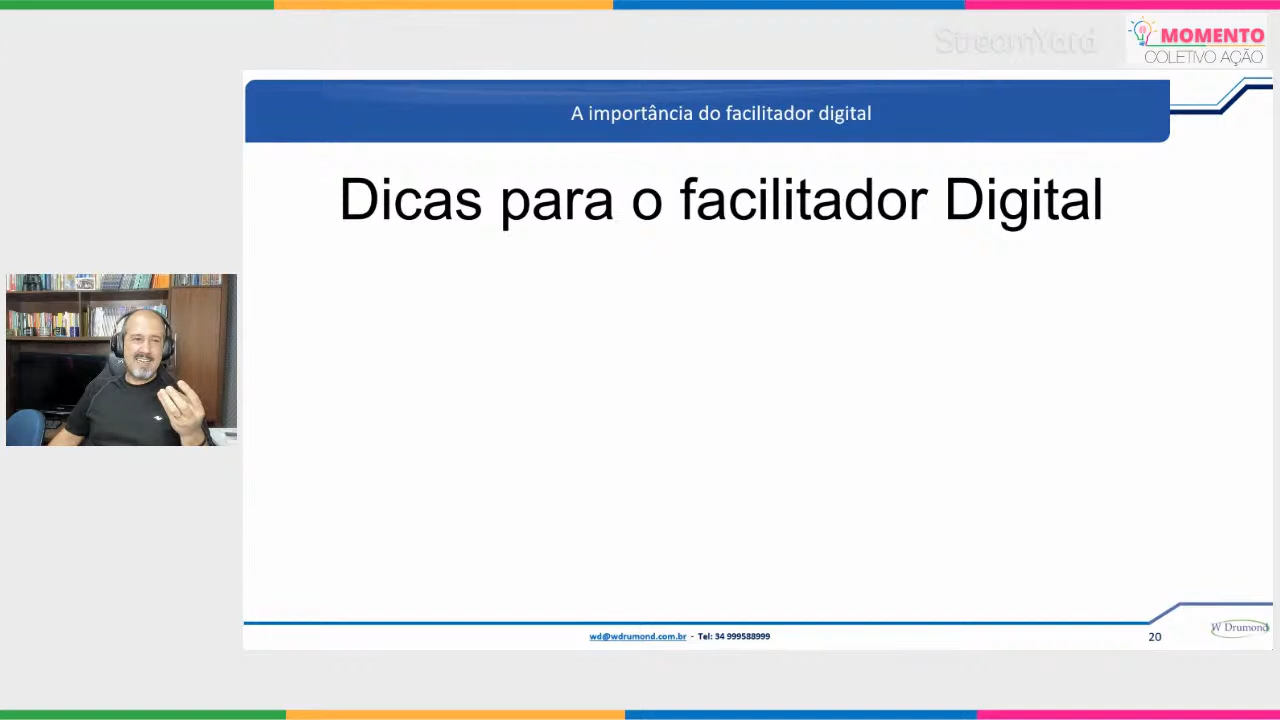 StreamYard
MOMENTO
COLETIVO AÇÃO
A importância do facilitador digital
Dicas para o facilitador Digital
wd@wdrumond.com.br - Tel: 34 999588999
20
W Drumond